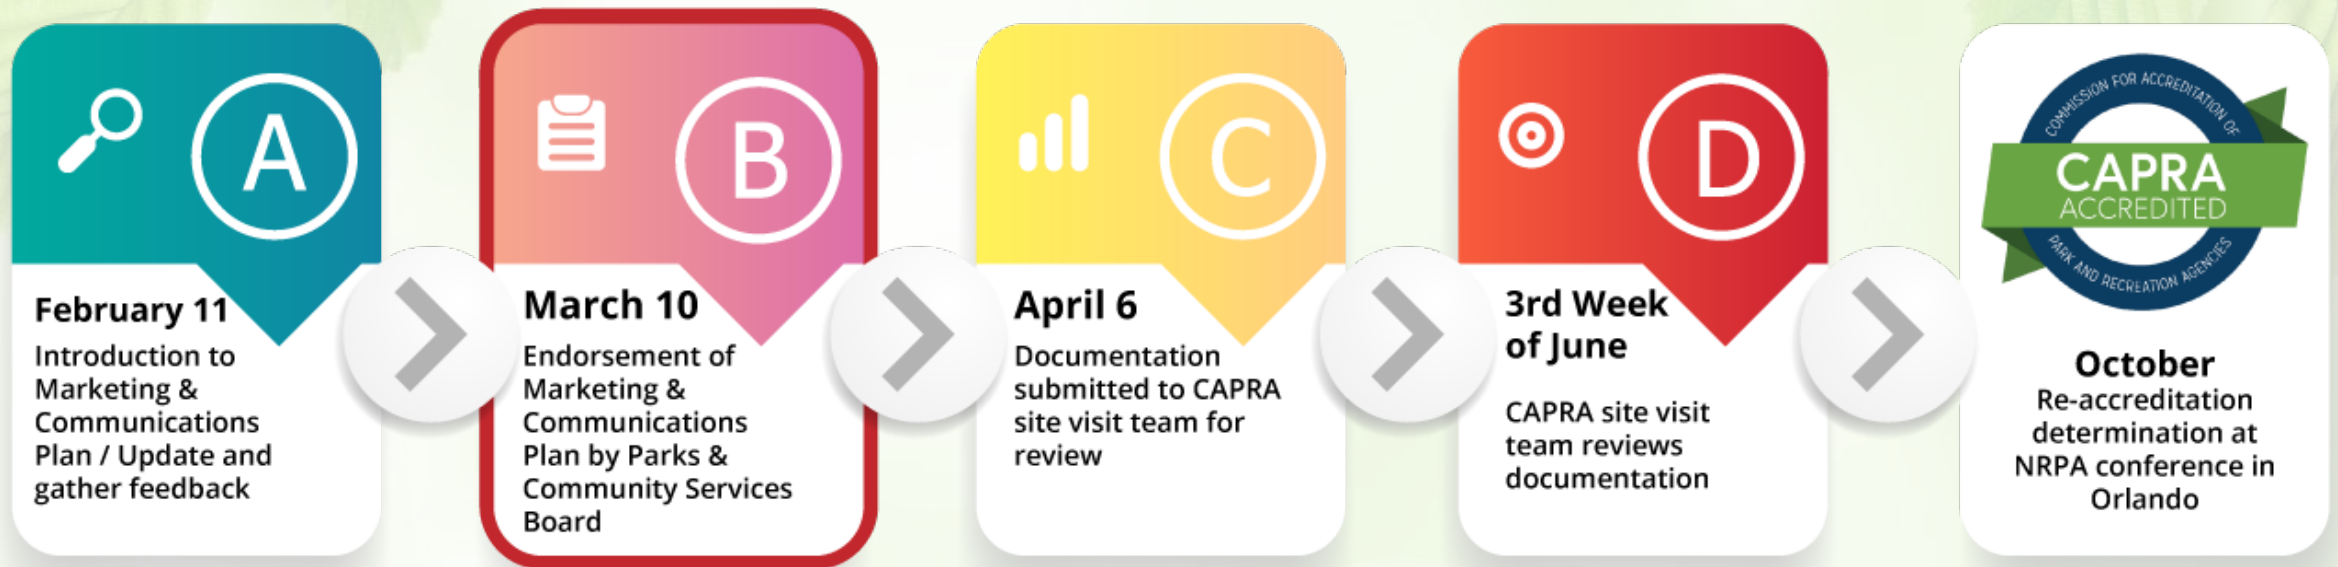 A
February 11
Introduction to
Marketing &
Communications
Plan / Update and
gather feedback
B
March 10
Endorsement of
Marketing &
Communications
Plan by Parks &
Community Services
Board
C
April 6
Documentation
submitted to CAPRA
site visit team for
review
D
3rd Week
of June
CAPRA site visit
team reviews
documentation
COMMISSION FOR ACCREDITATION OF
CAPRA
ACCREDITED
PARK AND RECREATION AGENCIES
October
Re-accreditation
determination at
NRPA conference in
Orlando